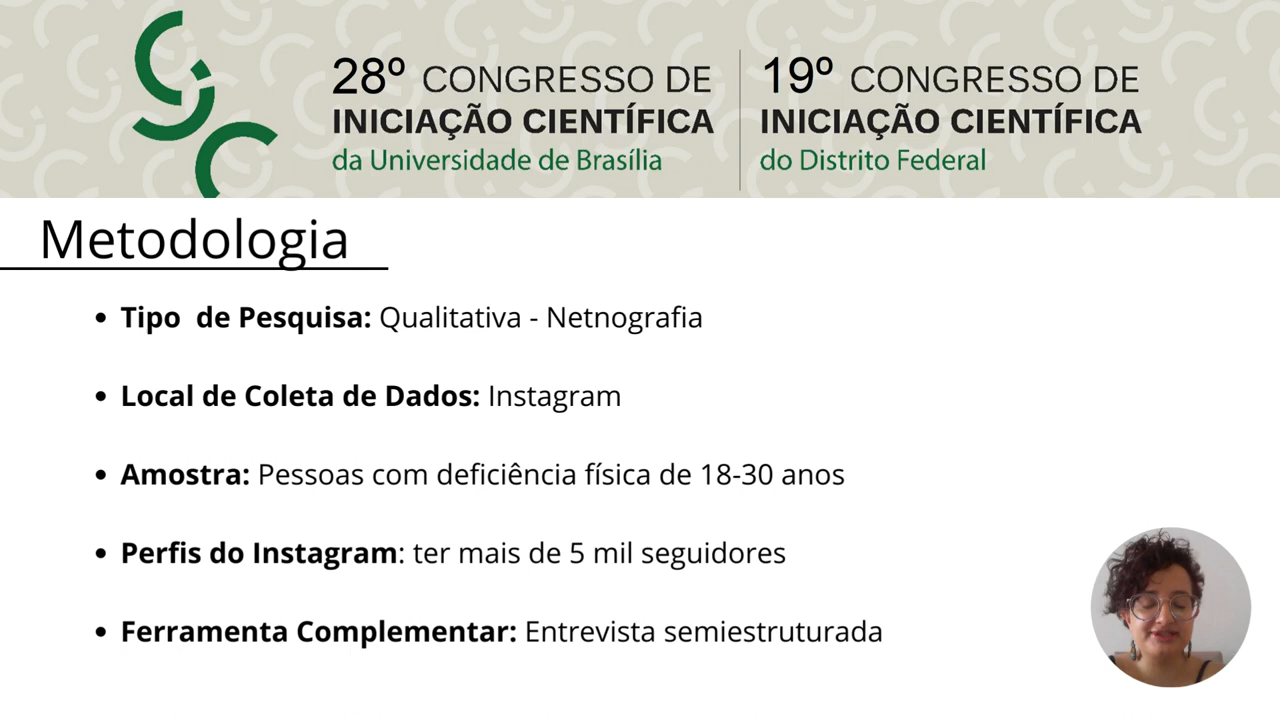 28º CONGRESSO DE
INICIAÇÃO CIENTÍFICA
da Universidade de Brasília
19º CONGRESSO DE
INICIAÇÃO CIENTÍFICA
do Distrito Federal
Metodologia
• Tipo de Pesquisa: Qualitativa - Netnografia
• Local de Coleta de Dados: Instagram
• Amostra: Pessoas com deficiência física de 18-30 anos
• Perfis do Instagram: ter mais de 5 mil seguidores
• Ferramenta Complementar: Entrevista semiestruturada